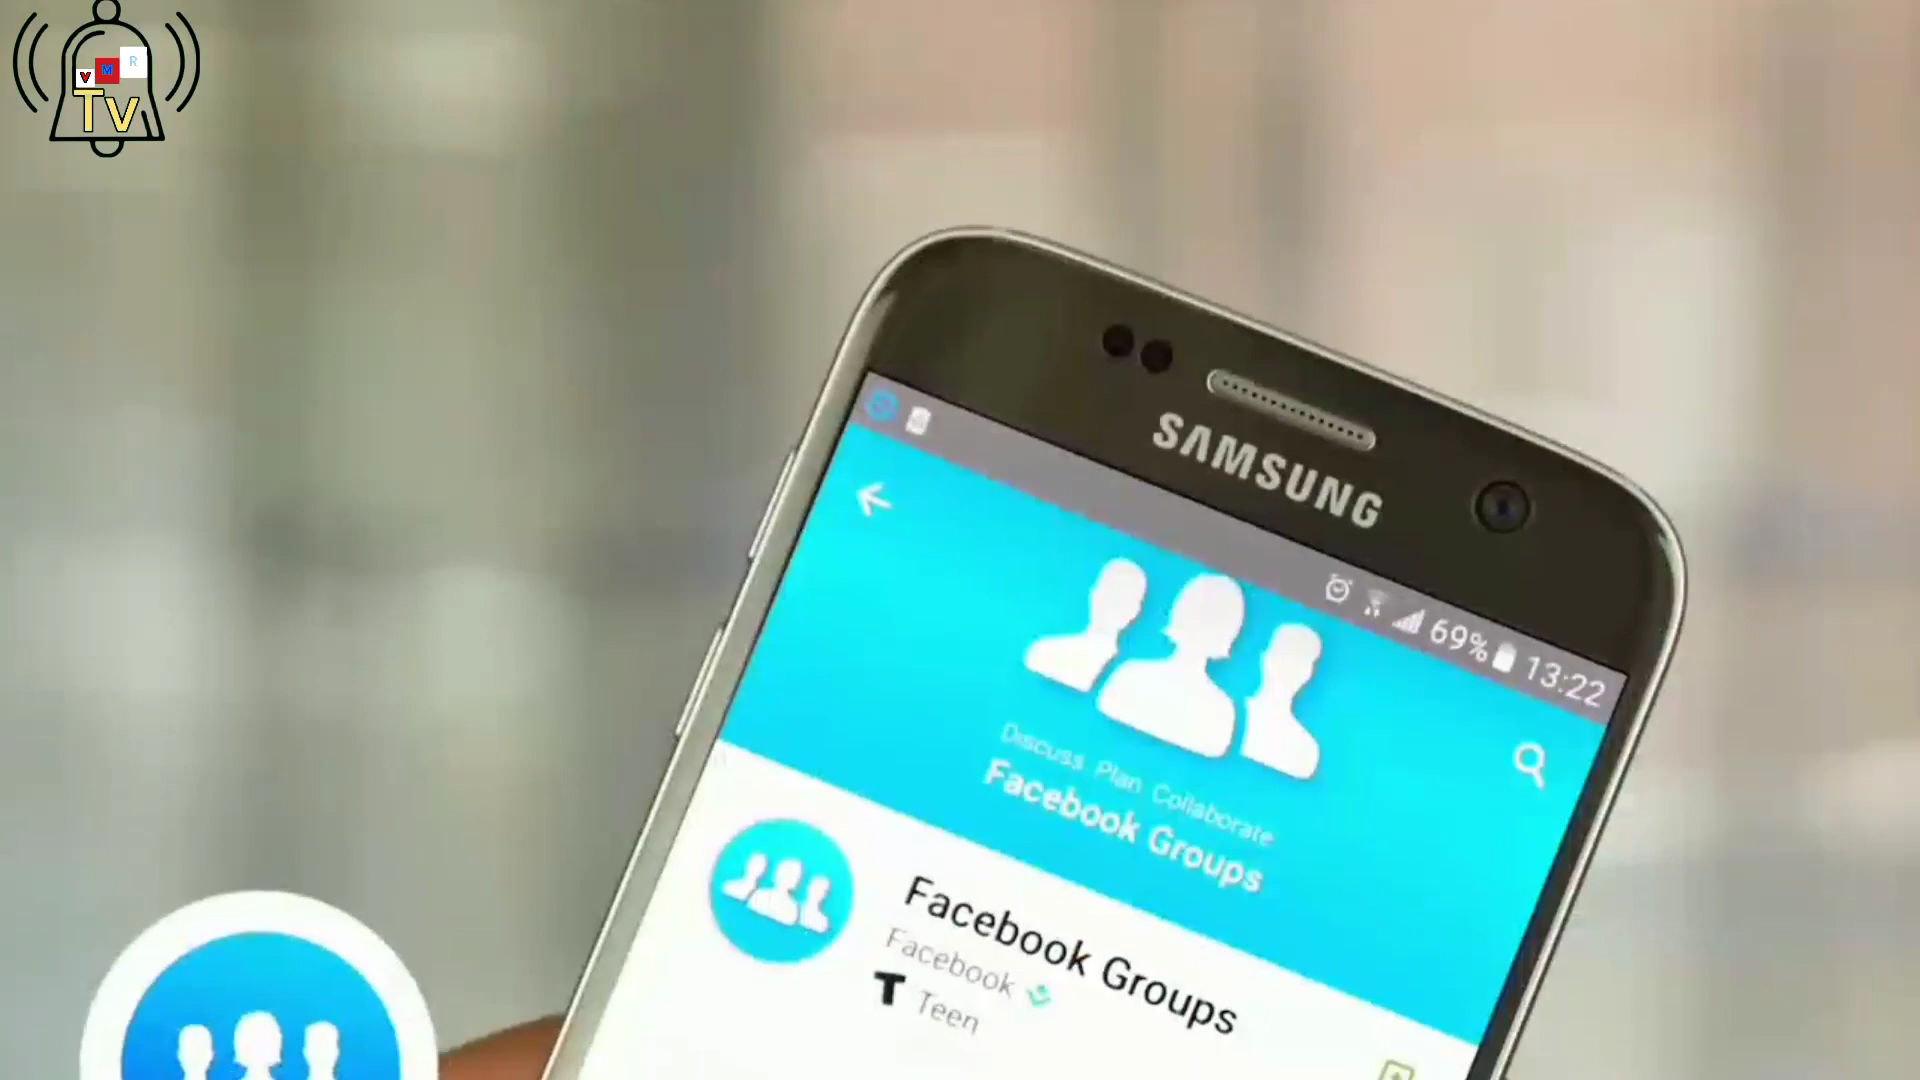 V M R
Tv
SAMSUNG
69% 13:22
Discuss Plan Collaborate
Facebook Groups
Facebook Groups
Facebook
T Teen